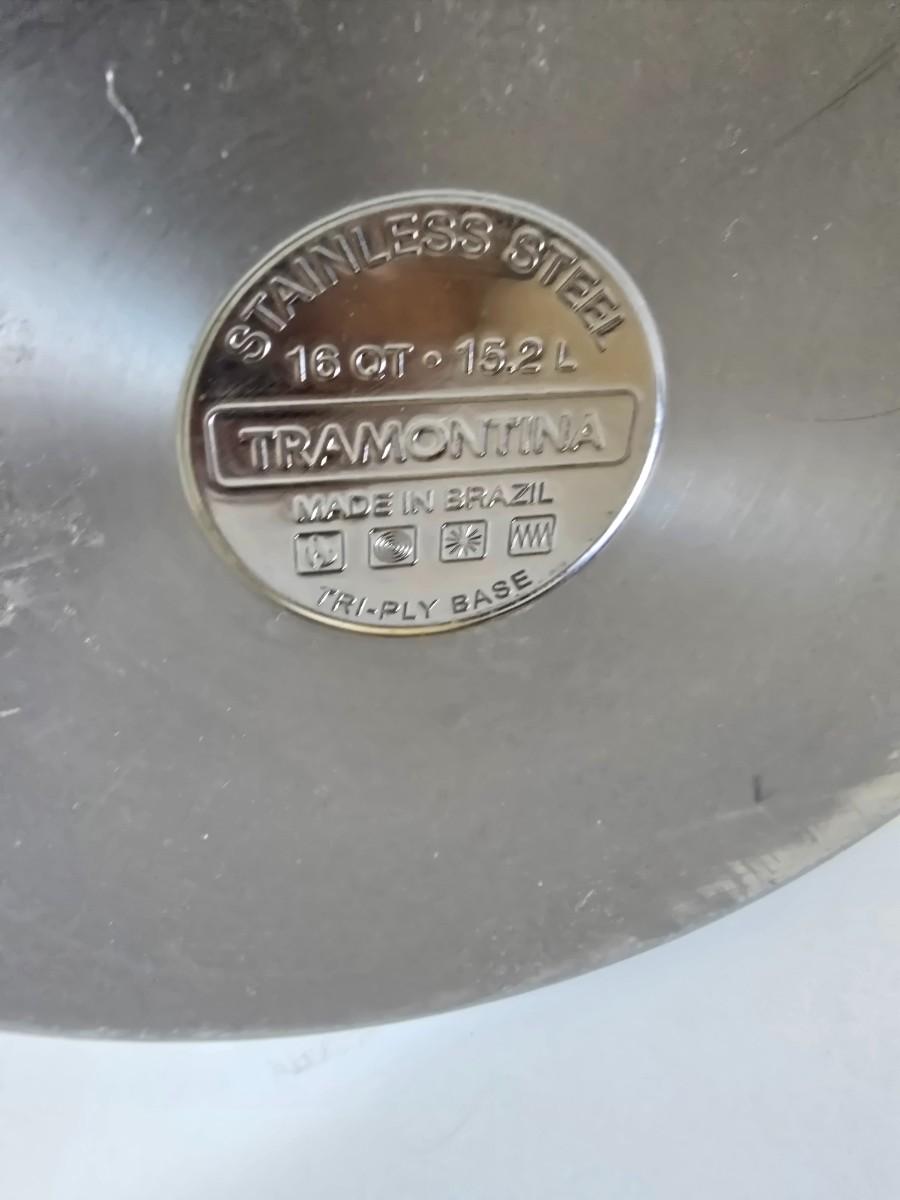 STAINLESS STEEL
16 QT • 15.2 L
TRAMONTINA
MADE IN BRAZIL
TRI-PLY BASE